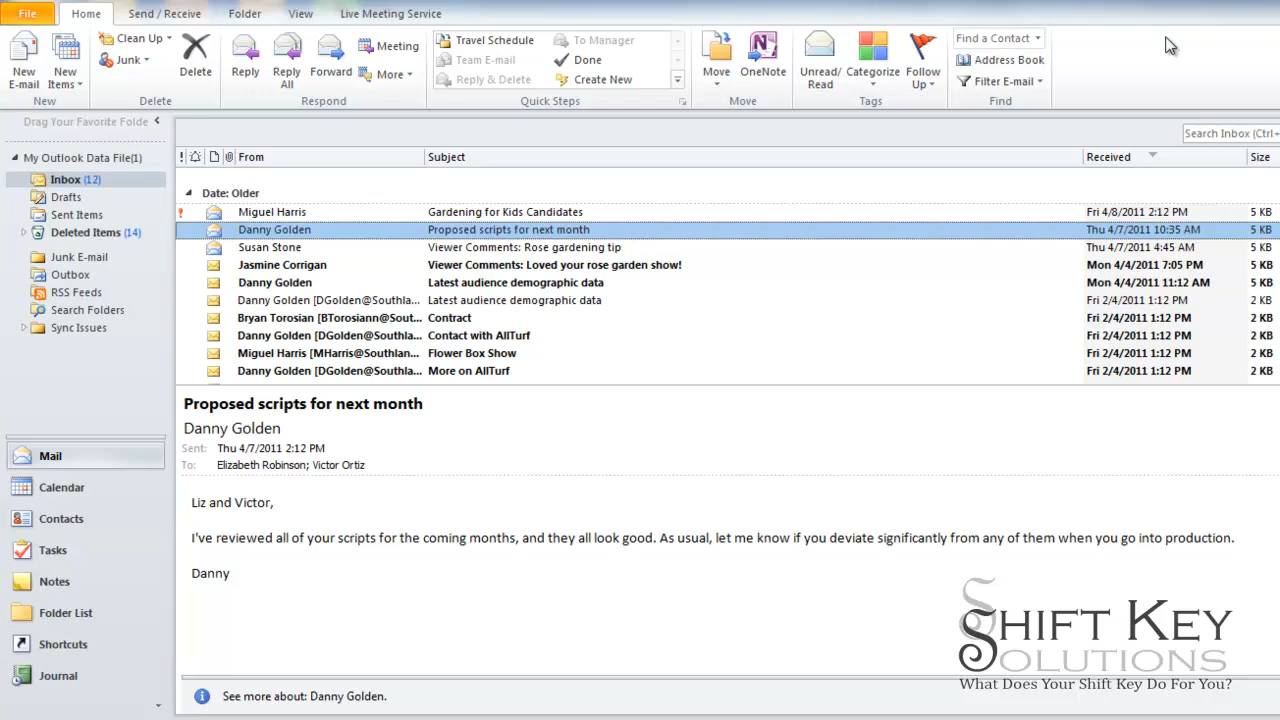 File Home Send / Receive Folder View Live Meeting Service
New E-mail
New Items
New
Clean Up
Junk
Delete
Delete
Reply
Reply All
Forward
Meeting
More
Respond
Travel Schedule
To Manager
Team E-mail
Done
Reply & Delete
Create New
Quick Steps
Move
OneNote
Move
Unread/ Read
Categorize
Follow Up
Tags
Find a Contact
Address Book
Filter E-mail
Find
Drag Your Favorite Folde
My Outlook Data File(1)
Inbox (12)
Drafts
Sent Items
Deleted Items (14)
Junk E-mail
Outbox
RSS Feeds
Search Folders
Sync Issues
Mail
Calendar
Contacts
Tasks
Notes
Folder List
Shortcuts
Journal
Search Inbox (Ctrl+
! From Subject Received Size
Date: Older
! Miguel Harris Gardening for Kids Candidates Fri 4/8/2011 2:12 PM 5 KB
Danny Golden Proposed scripts for next month Thu 4/7/2011 10:35 AM 5 KB
Susan Stone Viewer Comments: Rose gardening tip Thu 4/7/2011 4:45 AM 5 KB
Jasmine Corrigan Viewer Comments: Loved your rose garden show! Mon 4/4/2011 7:05 PM 5 KB
Danny Golden Latest audience demographic data Mon 4/4/2011 11:12 AM 5 KB
Danny Golden [DGolden@Southla... Latest audience demographic data Fri 2/4/2011 1:12 PM 5 KB
Bryan Torosian [BTorosiann@Sout... Contract Fri 2/4/2011 1:12 PM 2 KB
Danny Golden [DGolden@Southla... Contact with AllTurf Fri 2/4/2011 1:12 PM 2 KB
Miguel Harris [MHarris@Southlan... Flower Box Show Fri 2/4/2011 1:12 PM 2 KB
Danny Golden [DGolden@Southla... More on AllTurf Fri 2/4/2011 1:12 PM 2 KB
Proposed scripts for next month
Danny Golden
Sent: Thu 4/7/2011 2:12 PM
To: Elizabeth Robinson; Victor Ortiz
Liz and Victor,
I've reviewed all of your scripts for the coming months, and they all look good. As usual, let me know if you deviate significantly from any of them when you go into production.
Danny
SHIFT KEY
SOLUTIONS
What Does Your Shift Key Do For You?
See more about: Danny Golden.